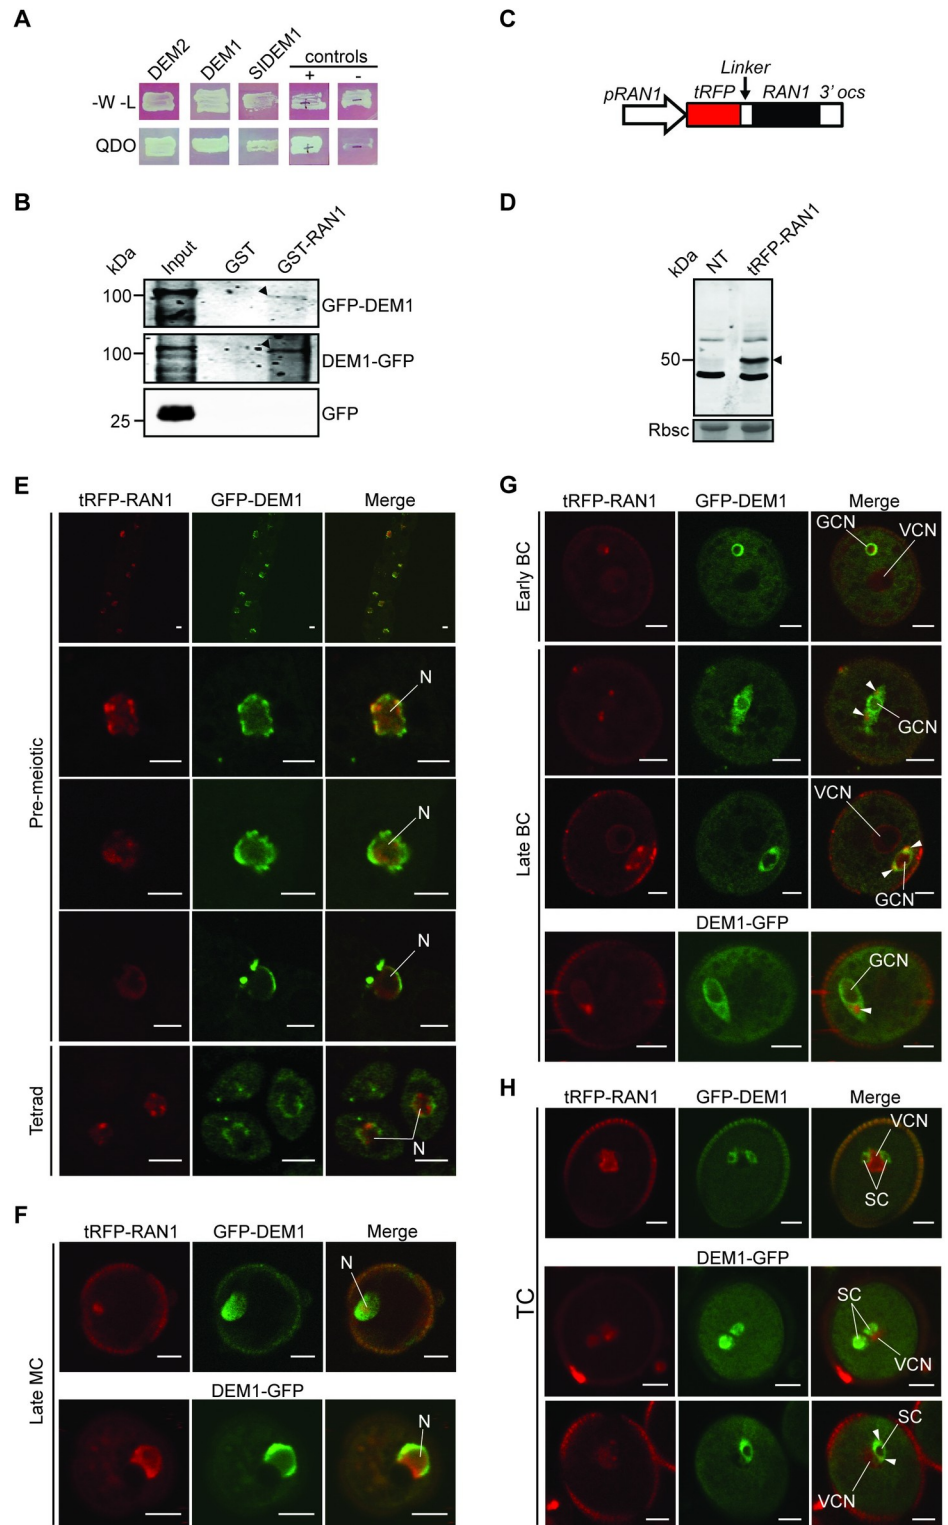 A
DEM2 DEM1 SlDEM1 controls
+ -
-W -L
QDO
+ -
B
kDa Input GST GST-RAN1
100 GFP-DEM1
100 DEM1-GFP
25 GFP
C
Linker
pRAN1 tRFP RAN1 3' ocs
D
kDa NT tRFP-RAN1
50
Rbsc
E
tRFP-RAN1 GFP-DEM1 Merge
Pre-meiotic
N
N
N
Tetrad
N
F
tRFP-RAN1 GFP-DEM1 Merge
Late MC
N
DEM1-GFP
N
G
tRFP-RAN1 GFP-DEM1 Merge
Early BC
GCN VCN
Late BC
GCN
VCN
GCN
DEM1-GFP
GCN
H
tRFP-RAN1 GFP-DEM1 Merge
TC
VCN
SC
DEM1-GFP
SC
VCN
SC
VCN